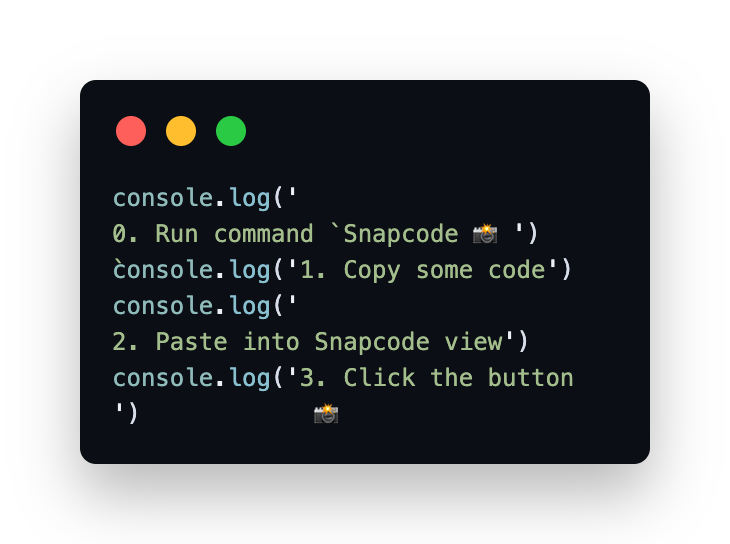 console.log('
0. Run command `Snapcode 📸 ')
`console.log('1. Copy some code')
console.log('
2. Paste into Snapcode view')
console.log('3. Click the button
')             📸